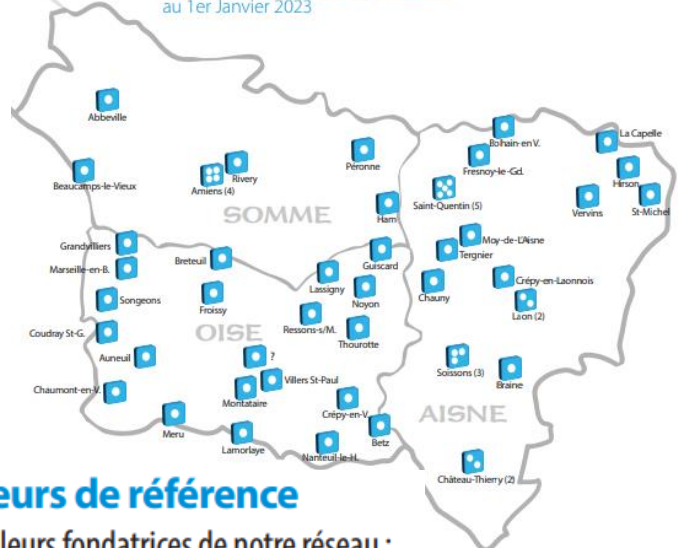 au 1er Janvier 2023
Abbeville
Beaucamps-le-Vieux
Amiens (4)
Rivery
Péronne
Ham
SOMME
Bohain-en V.
Fresnoy-le-Gd.
Saint-Quentin (5)
La Capelle
Hirson
St-Michel
Vervins
Moy-de-L'Aisne
Tergnier
Chauny
Crépy-en-Laonnois
Laon (2)
Grandvilliers
Marseille-en-B.
Breteuil
Guiscard
Lassigny
Noyon
Songeons
Froissy
OISE
Ressons-s/M.
Thourotte
Coudray St-G.
Auneuil
?
Villers St-Paul
Montataire
Chaumont-en-V.
Meru
Lamorlaye
Crépy-en-V.
Betz
Nanteuil-le-H.
Soissons (3)
Braine
AISNE
Château-Thierry (2)
eurs de référence
leurs fondatrices de notre réseau :